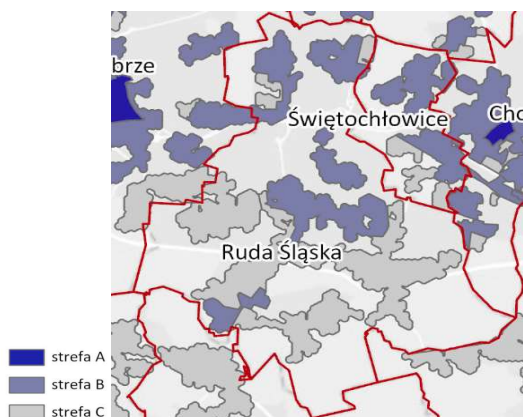 brze
Świętochłowice
Cho
Ruda Śląska
strefa A
strefa B
strefa C